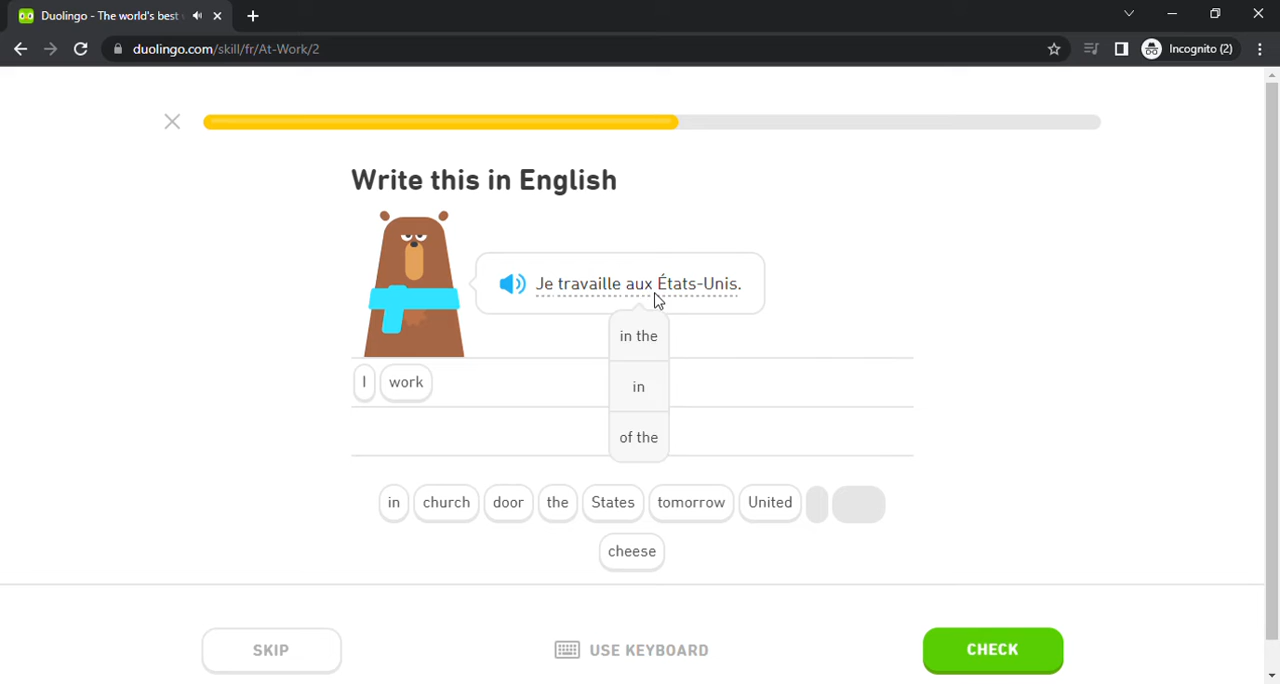 Duolingo - The world's best
duolingo.com/skill/fr/At-Work/2
Incognito (2)
Write this in English
Je travaille aux États-Unis.
in the
in
of the
I work
in church door the States tomorrow United
cheese
SKIP
USE KEYBOARD
CHECK